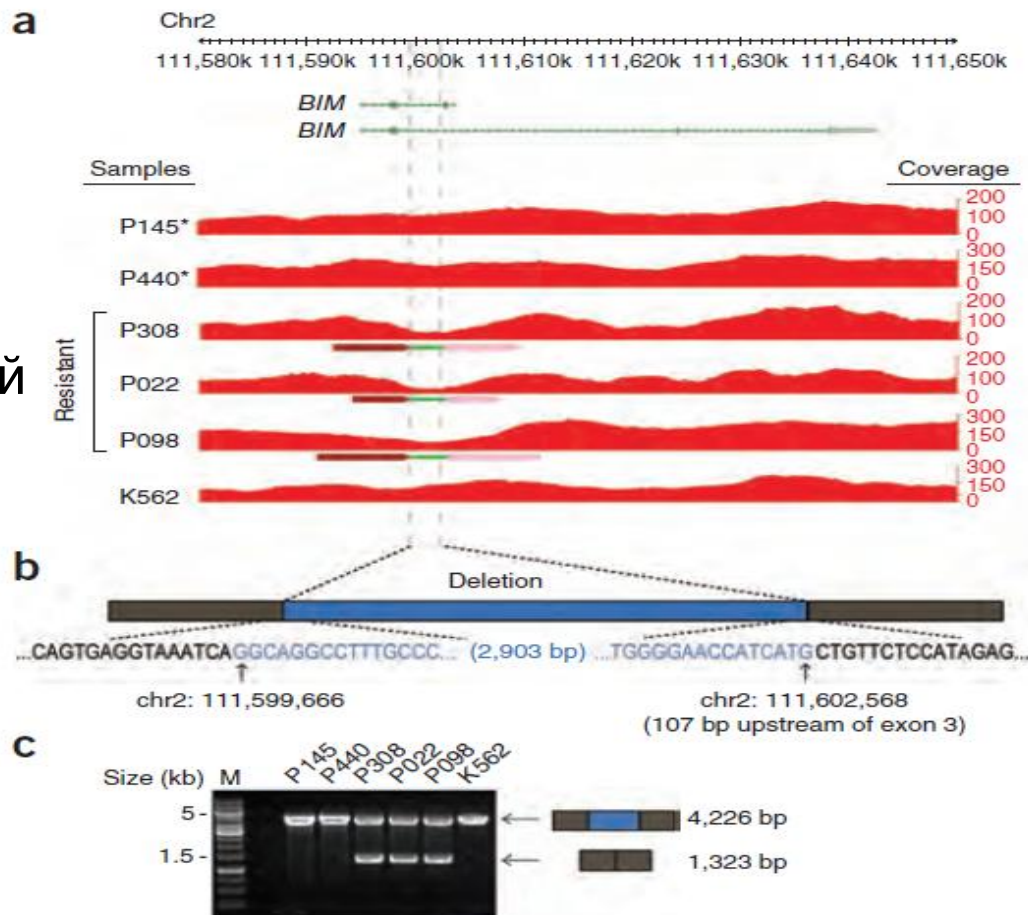 a
Chr2
111,580k 111,590k 111,600k 111,610k 111,620k 111,630k 111,640k 111,650k
BIM
BIM
Samples
Coverage
P145*
200
100
0
P440*
300
150
0
Resistant
P308
200
100
0
й
P022
200
100
0
P098
300
150
0
K562
300
150
0
b
Deletion
...CAGTGAGGTAAATCAGGCAGGCCTTTGCCC... (2,903 bp) ...TGGGGAACCATCATGCTGTTCTCCATAGAG...
chr2: 111,599,666
chr2: 111,602,568
(107 bp upstream of exon 3)
c
Size (kb) M P145 P440 P308 P022 P098 K562
5 -
4,226 bp
1.5 -
1,323 bp